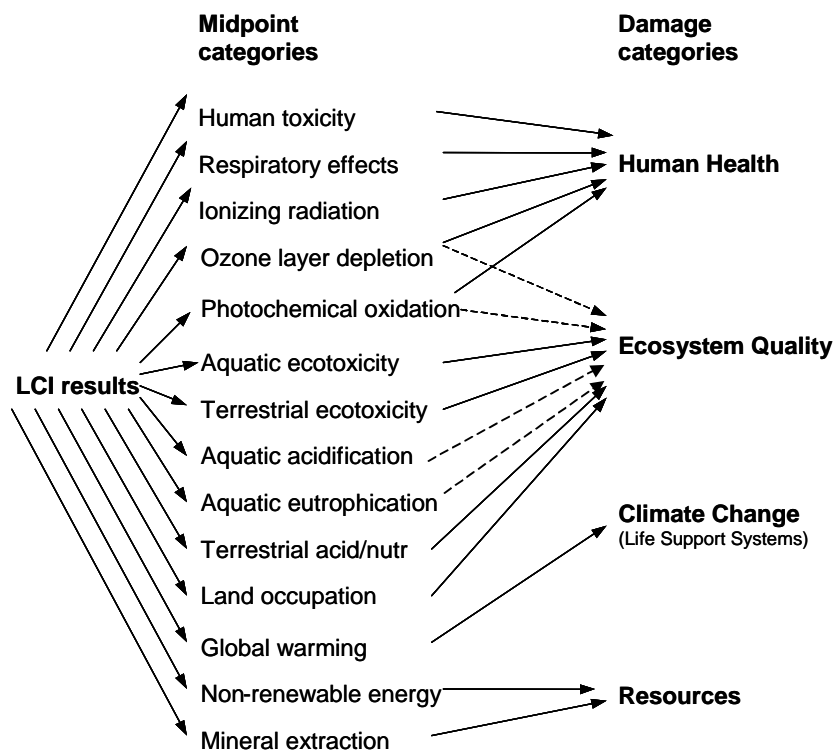 Midpoint
categories
Damage
categories
Human toxicity
Respiratory effects
Human Health
Ionizing radiation
Ozone layer depletion
Photochemical oxidation
Ecosystem Quality
Aquatic ecotoxicity
LCI results
Terrestrial ecotoxicity
Aquatic acidification
Aquatic eutrophication
Climate Change
(Life Support Systems)
Terrestrial acid/nutr
Land occupation
Global warming
Non-renewable energy
Resources
Mineral extraction